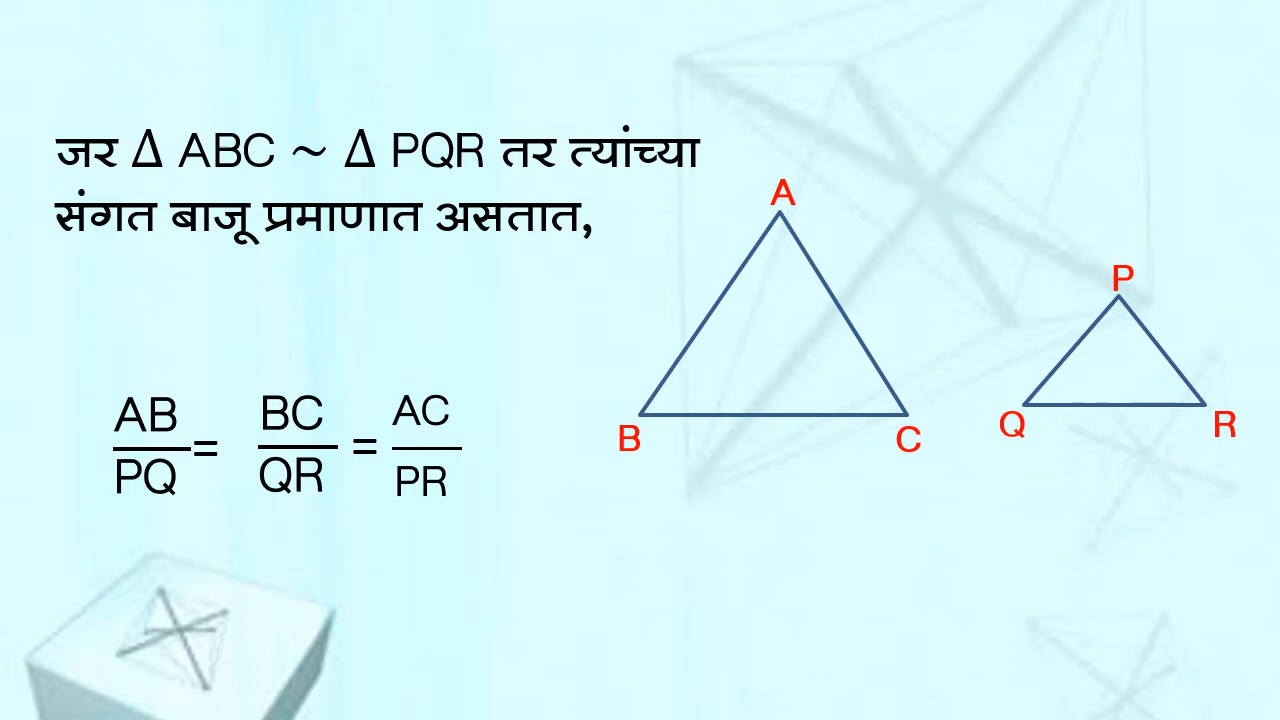 जर Δ ABC ~ Δ PQR तर त्यांच्या
संगत बाजू प्रमाणात असतात,
AB/PQ = BC/QR = AC/PR
A
B
C
P
Q
R